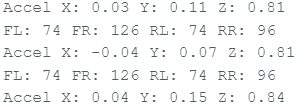 Accel X: 0.03 Y: 0.11 Z: 0.81
FL: 74 FR: 126 RL: 74 RR: 96
Accel X: -0.04 Y: 0.07 Z: 0.81
FL: 74 FR: 126 RL: 74 RR: 96
Accel X: 0.04 Y: 0.15 Z: 0.84